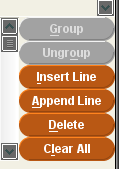 Group
Ungroup
Insert Line
Append Line
Delete
Clear All